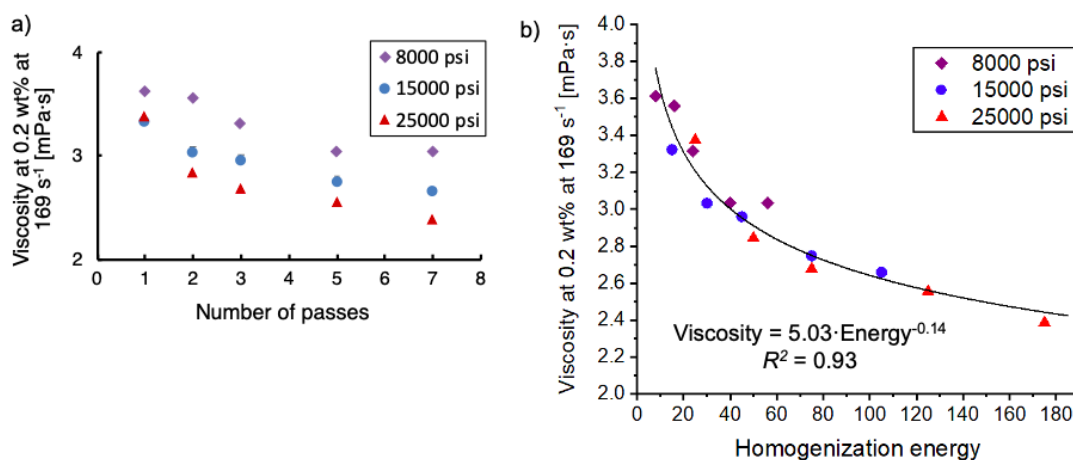 a)
Viscosity at 0.2 wt% at
169 s⁻¹ [mPa·s]
4
3
2
0
1
2
3
4
5
6
7
8
Number of passes
8000 psi
15000 psi
25000 psi
b)
Viscosity at 0.2 wt% at 169 s⁻¹ [mPa·s]
4.0
3.8
3.6
3.4
3.2
3.0
2.8
2.6
2.4
2.2
2.0
0 20 40 60 80 100 120 140 160 180
Homogenization energy
8000 psi
15000 psi
25000 psi
Viscosity = 5.03·Energy⁻⁰·¹⁴
R² = 0.93